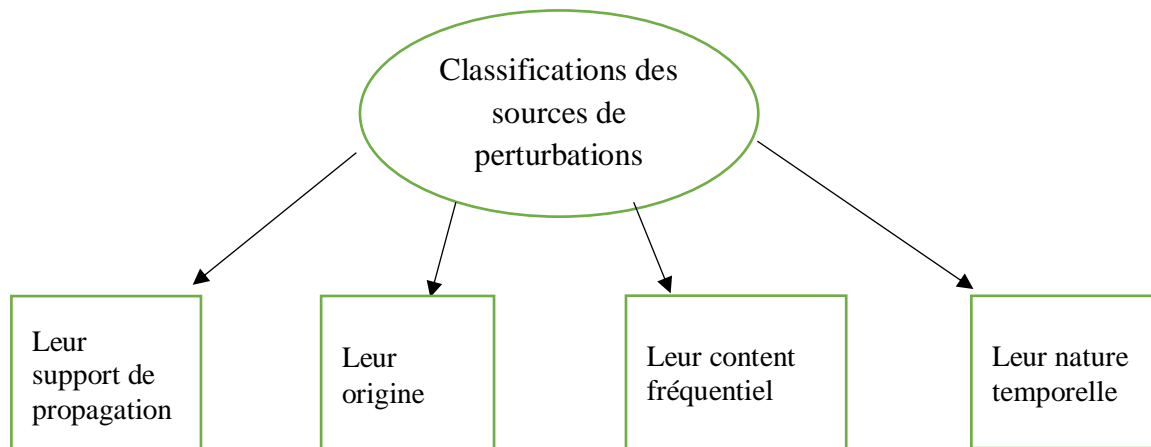 Classifications des
sources de
perturbations
Leur
support de
propagation
Leur
origine
Leur content
fréquentiel
Leur nature
temporelle